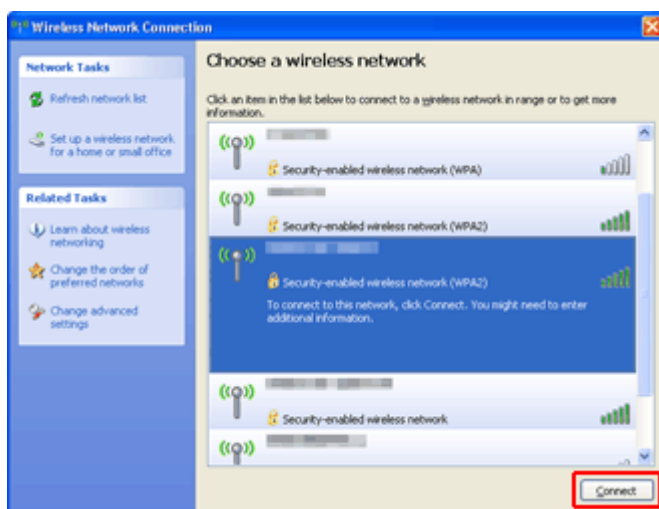 Wireless Network Connection
Network Tasks
Refresh network list
Set up a wireless network
for a home or small office
Related Tasks
Learn about wireless
networking
Change the order of
preferred networks
Change advanced
settings
Choose a wireless network
Click an item in the list below to connect to a wireless network in range or to get more
information.
Security-enabled wireless network (WPA)
Security-enabled wireless network (WPA2)
Security-enabled wireless network (WPA2)
To connect to this network, click Connect. You might need to enter
additional information.
Security-enabled wireless network
Connect